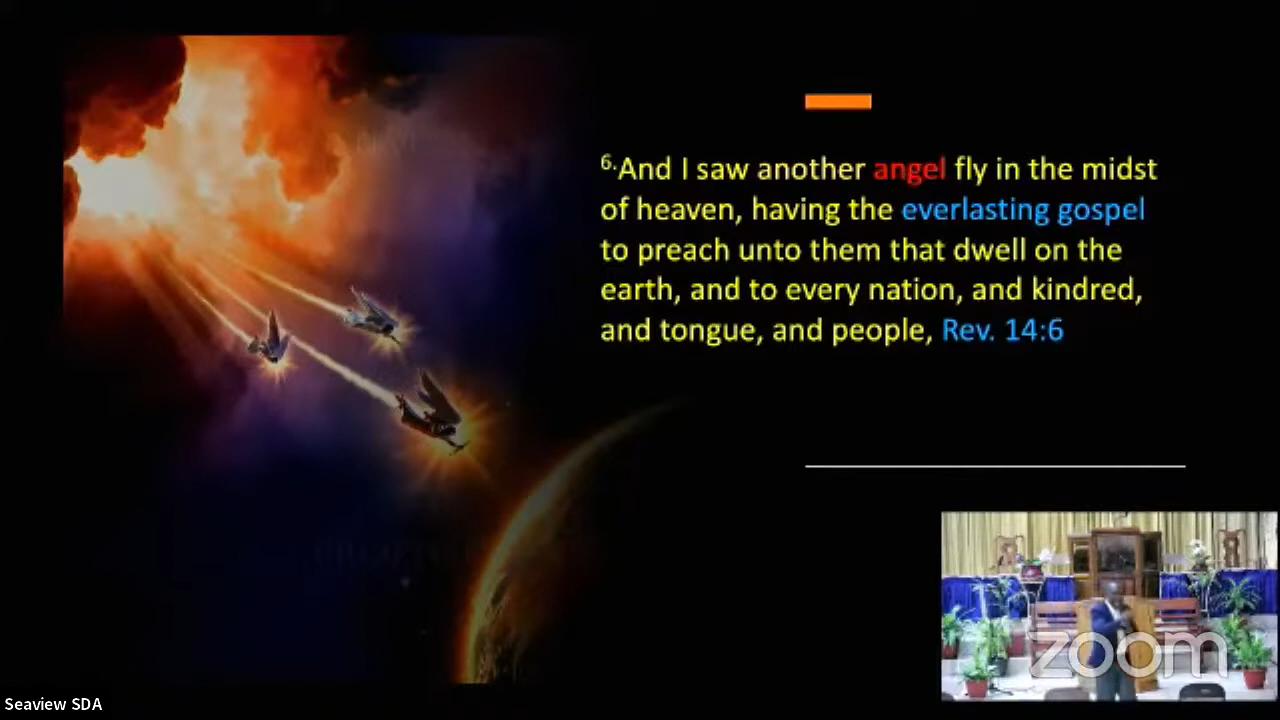 6.And I saw another angel fly in the midst
of heaven, having the everlasting gospel
to preach unto them that dwell on the
earth, and to every nation, and kindred,
and tongue, and people, Rev. 14:6
zoom
Seaview SDA